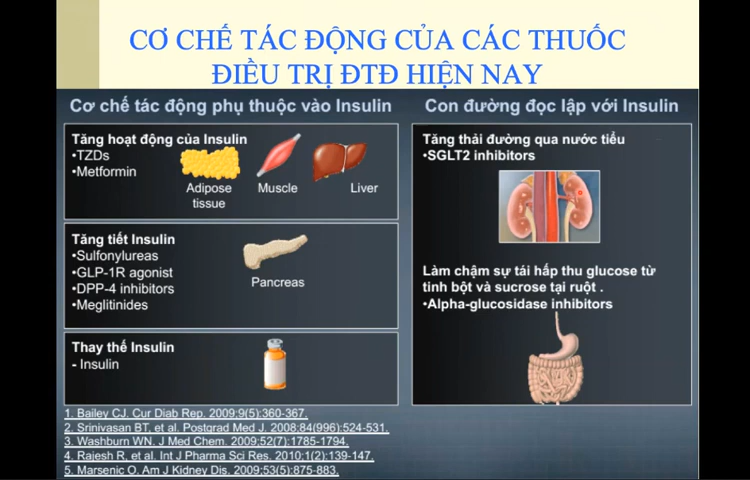 CƠ CHẾ TÁC ĐỘNG CỦA CÁC THUỐC
ĐIỀU TRỊ ĐTĐ HIỆN NAY
Cơ chế tác động phụ thuộc vào Insulin
Tăng hoạt động của Insulin
•TZDs
•Metformin
Adipose
tissue
Muscle
Liver
Tăng tiết Insulin
•Sulfonylureas
•GLP-1R agonist
•DPP-4 inhibitors
•Meglitinides
Pancreas
Thay thế Insulin
- Insulin
Con đường đọc lập với Insulin
Tăng thải đường qua nước tiểu
•SGLT2 inhibitors
Làm chậm sự tái hấp thu glucose từ
tinh bột và sucrose tại ruột .
•Alpha-glucosidase inhibitors
1. Bailey CJ. Cur Diab Rep. 2009;9(5):360-367.
2. Srinivasan BT, et al. Postgrad Med J. 2008;84(996):524-531.
3. Washburn WN. J Med Chem. 2009;52(7):1785-1794.
4. Rajesh R, et al. Int J Pharma Sci Res. 2010;1(2):139-147.
5. Marsenic O. Am J Kidney Dis. 2009;53(5):875-883.